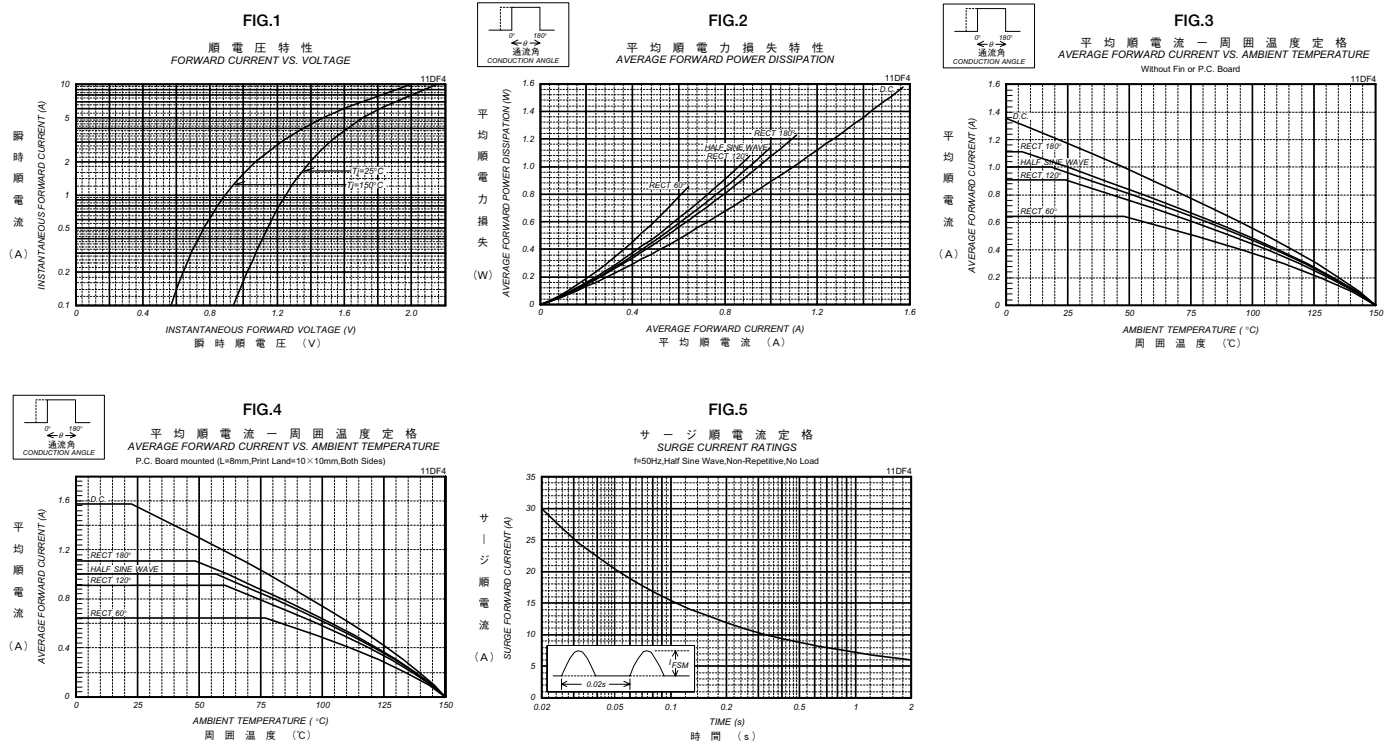 FIG.1
順 電 圧 特 性
FORWARD CURRENT VS. VOLTAGE
11DF4
瞬時順電流 (A)
INSTANTANEOUS FORWARD CURRENT (A)
10
5
2
1
0.5
0.2
0.1
Tj=25°C
Tj=150°C
0 0.4 0.8 1.2 1.6 2.0
INSTANTANEOUS FORWARD VOLTAGE (V)
瞬 時 順 電 圧 (V)
0° 180°
θ
通流角
CONDUCTION ANGLE
FIG.2
平 均 順 電 力 損 失 特 性
AVERAGE FORWARD POWER DISSIPATION
11DF4
平均順電力損失 (W)
AVERAGE FORWARD POWER DISSIPATION (W)
1.6
1.4
1.2
1.0
0.8
0.6
0.4
0.2
0
D.C.
RECT 180°
HALF SINE WAVE
RECT 120°
RECT 60°
0 0.4 0.8 1.2 1.6
AVERAGE FORWARD CURRENT (A)
平 均 順 電 流 (A)
0° 180°
θ
通流角
CONDUCTION ANGLE
FIG.3
平 均 順 電 流 ー 周 囲 温 度 定 格
AVERAGE FORWARD CURRENT VS. AMBIENT TEMPERATURE
Without Fin or P.C. Board
11DF4
平均順電流 (A)
AVERAGE FORWARD CURRENT (A)
1.6
1.4
1.2
1.0
0.8
0.6
0.4
0.2
0
D.C.
RECT 180°
HALF SINE WAVE
RECT 120°
RECT 60°
0 25 50 75 100 125 150
AMBIENT TEMPERATURE ( °C)
周 囲 温 度 (℃)
0° 180°
θ
通流角
CONDUCTION ANGLE
FIG.4
平 均 順 電 流 ー 周 囲 温 度 定 格
AVERAGE FORWARD CURRENT VS. AMBIENT TEMPERATURE
P.C. Board mounted (L=8mm,Print Land=10×10mm,Both Sides)
11DF4
平均順電流 (A)
AVERAGE FORWARD CURRENT (A)
1.6
1.2
0.8
0.4
0
D.C.
RECT 180°
HALF SINE WAVE
RECT 120°
RECT 60°
0 25 50 75 100 125 150
AMBIENT TEMPERATURE ( °C)
周 囲 温 度 (℃)
FIG.5
サ ー ジ 順 電 流 定 格
SURGE CURRENT RATINGS
f=50Hz,Half Sine Wave,Non-Repetitive,No Load
11DF4
サージ順電流 (A)
SURGE FORWARD CURRENT (A)
35
30
25
20
15
10
5
0
IFSM
0.02s
0.02 0.05 0.1 0.2 0.5 1 2
TIME (s)
時 間 (s)